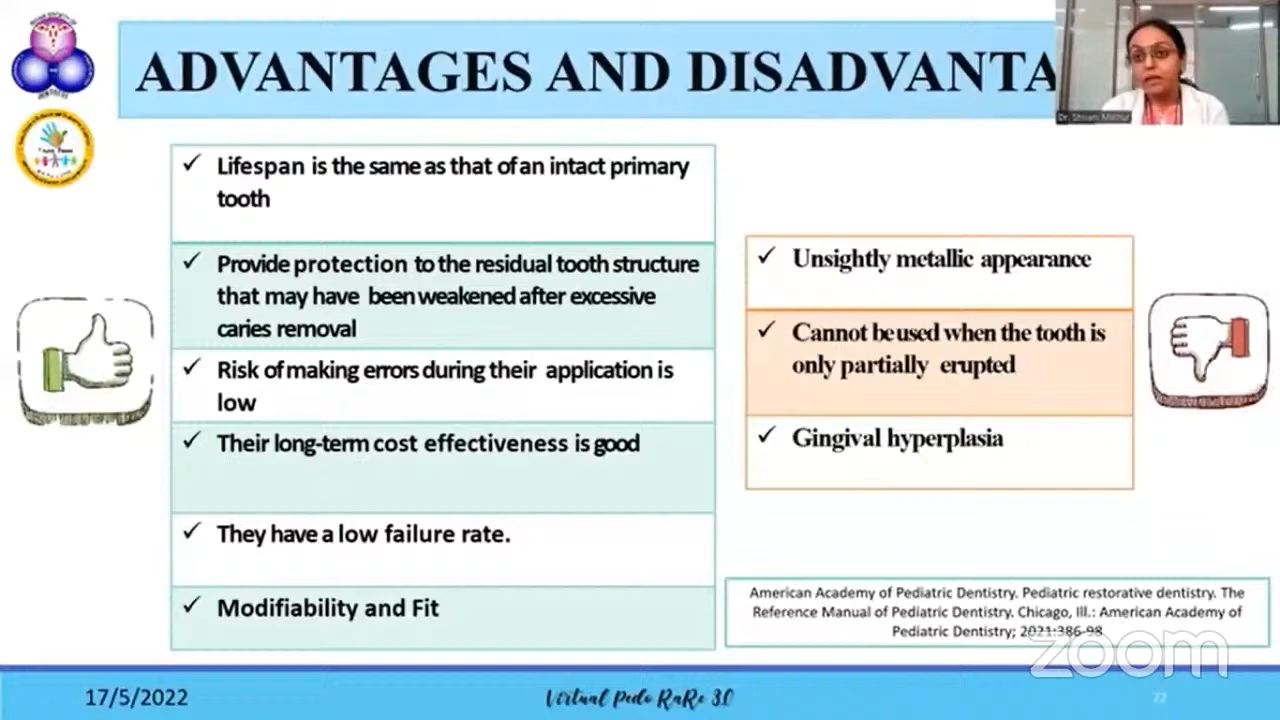 ADVANTAGES AND DISADVANTA
Dr. Shivani Mathur
✓ Lifespan is the same as that of an intact primary
tooth
✓ Provide protection to the residual tooth structure
that may have been weakened after excessive
caries removal
✓ Risk of making errors during their application is
low
✓ Their long-term cost effectiveness is good
✓ They have a low failure rate.
✓ Modifiability and Fit
✓ Unsightly metallic appearance
✓ Cannot be used when the tooth is
only partially erupted
✓ Gingival hyperplasia
American Academy of Pediatric Dentistry. Pediatric restorative dentistry. The
Reference Manual of Pediatric Dentistry. Chicago, Ill.: American Academy of
Pediatric Dentistry; 2021:386-98
zoom
17/5/2022
Virtual Pedo RaRe 3.0
22